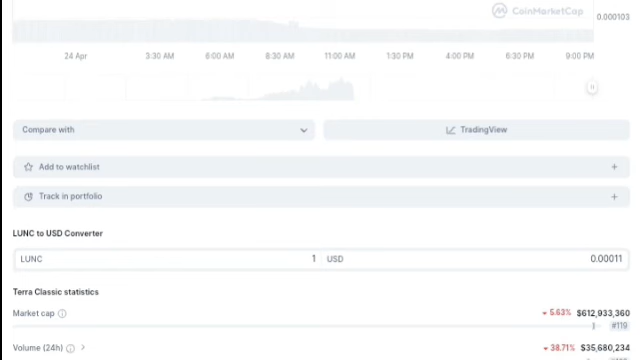 CoinMarketCap
0.000103
24 Apr 3:30 AM 6:00 AM 8:30 AM 11:00 AM 1:30 PM 4:00 PM 6:30 PM 9:00 PM
Compare with TradingView
Add to watchlist +
Track in portfolio +
LUNC to USD Converter
LUNC 1 USD 0.00011
Terra Classic statistics
Market cap 5.63% $612,933,360
#119
Volume (24h) > 38.71% $35,680,234